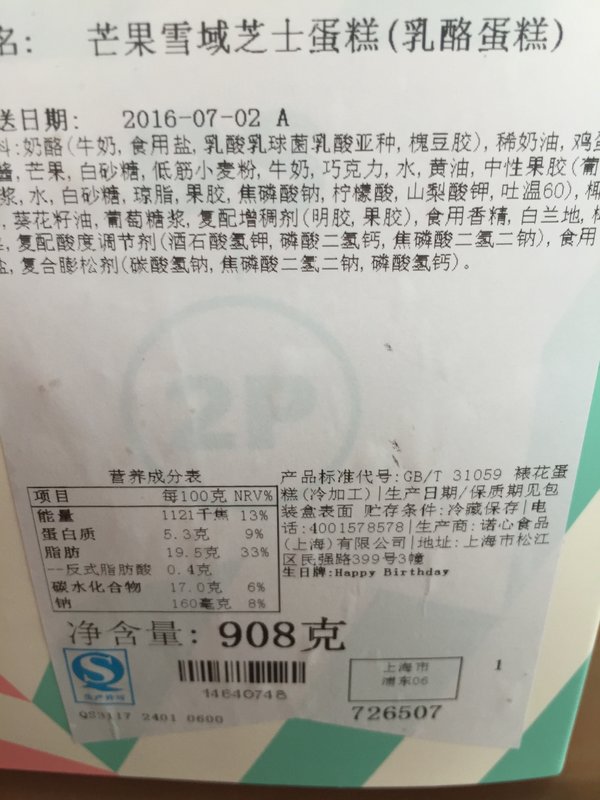 名: 芒果雪域芝士蛋糕(乳酪蛋糕)
送日期: 2016-07-02 A
料:奶酪(牛奶, 食用盐, 乳酸乳球菌乳酸亚种, 槐豆胶), 稀奶油, 鸡蛋
酱, 芒果, 白砂糖, 低筋小麦粉, 牛奶, 巧克力, 水, 黄油, 中性果胶(葡
浆, 水, 白砂糖, 琼脂, 果胶, 焦磷酸钠, 柠檬酸, 山梨酸钾, 吐温60), 椰
, 葵花籽油, 葡萄糖浆, 复配增稠剂(明胶, 果胶), 食用香精, 白兰地,
, 复配酸度调节剂(酒石酸氢钾, 磷酸二氢钙, 焦磷酸二氢二钠), 食用
盐, 复合膨松剂(碳酸氢钠, 焦磷酸二氢二钠, 磷酸氢钙)。
2P
营养成分表
项目 每100克 NRV%
能量 1121千焦 13%
蛋白质 5.3克 9%
脂肪 19.5克 33%
--反式脂肪酸 0.4克
碳水化合物 17.0克 6%
钠 160毫克 8%
产品标准代号:GB/T 31059 裱花蛋
糕(冷加工)|生产日期/保质期见包
装盒表面 贮存条件:冷藏保存|电
话:4001578578|生产商:诺心食品
(上海)有限公司|地址:上海市松江
区民强路399号3幢
生日牌:Happy Birthday
净含量: 908克
生产许可
QS3117 2401 0600
14640748
上海市
浦东06
1
726507